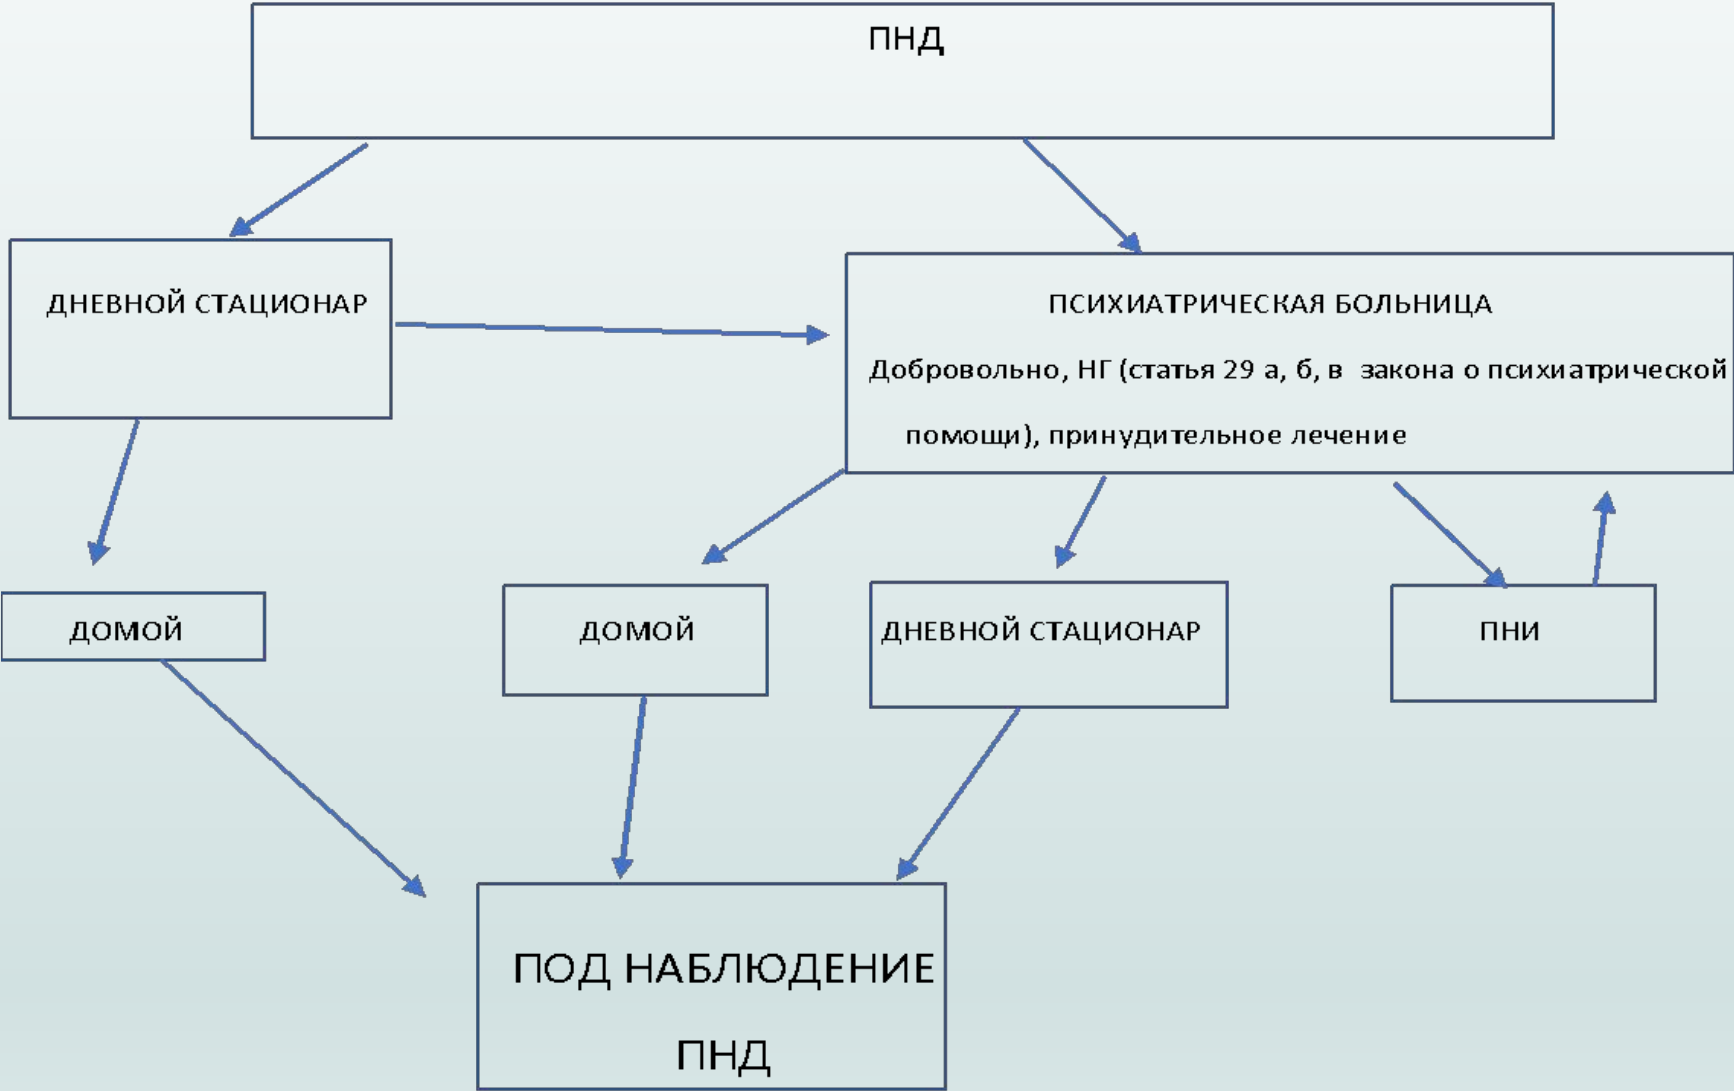 ПНД
ДНЕВНОЙ СТАЦИОНАР
ПСИХИАТРИЧЕСКАЯ БОЛЬНИЦА
Добровольно, НГ (статья 29 а, б, в закона о психиатрической
помощи), принудительное лечение
ДОМОЙ
ДОМОЙ
ДНЕВНОЙ СТАЦИОНАР
ПНИ
ПОД НАБЛЮДЕНИЕ
ПНД